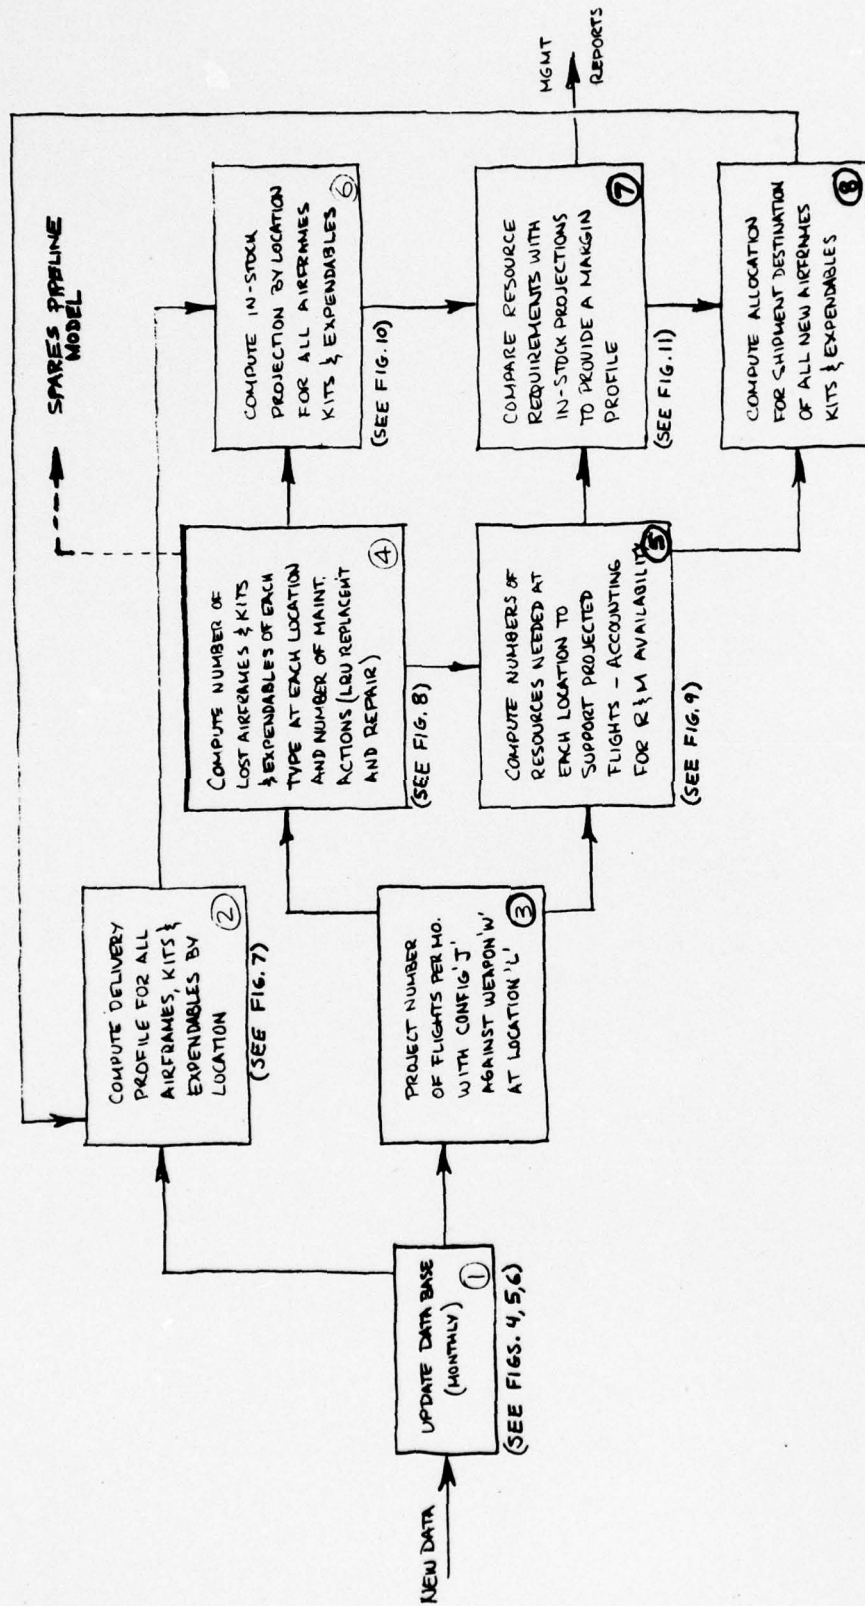 NEW DATA
UPDATE DATA BASE
(MONTHLY)
①
(SEE FIGS. 4,5,6)
COMPUTE DELIVERY
PROFILE FOR ALL
AIRFRAMES, KITS &
EXPENDABLES BY
LOCATION
②
(SEE FIG. 7)
PROJECT NUMBER
OF FLIGHTS PER MO.
WITH CONFIG 'J'
AGAINST WEAPON 'W'
AT LOCATION 'L'
③
SPARES PIPELINE
MODEL
COMPUTE NUMBER OF
LOST AIRFRAMES & KITS
& EXPENDABLES OF EACH
TYPE AT EACH LOCATION
AND NUMBER OF MAINT.
ACTIONS (LRU REPLACEM'T
AND REPAIR)
④
(SEE FIG. 8)
COMPUTE NUMBERS OF
RESOURCES NEEDED AT
EACH LOCATION TO
SUPPORT PROJECTED
FLIGHTS - ACCOUNTING
FOR R & M AVAILABILITY
⑤
(SEE FIG. 9)
COMPUTE IN-STOCK
PROJECTION BY LOCATION
FOR ALL AIRFRAMES
KITS & EXPENDABLES
⑥
(SEE FIG. 10)
COMPARE RESOURCE
REQUIREMENTS WITH
IN-STOCK PROJECTIONS
TO PROVIDE A MARGIN
PROFILE
⑦
(SEE FIG. 11)
MGMT
REPORTS
COMPUTE ALLOCATION
FOR SHIPMENT DESTINATION
OF ALL NEW AIRFRAMES
KITS & EXPENDABLES
⑧